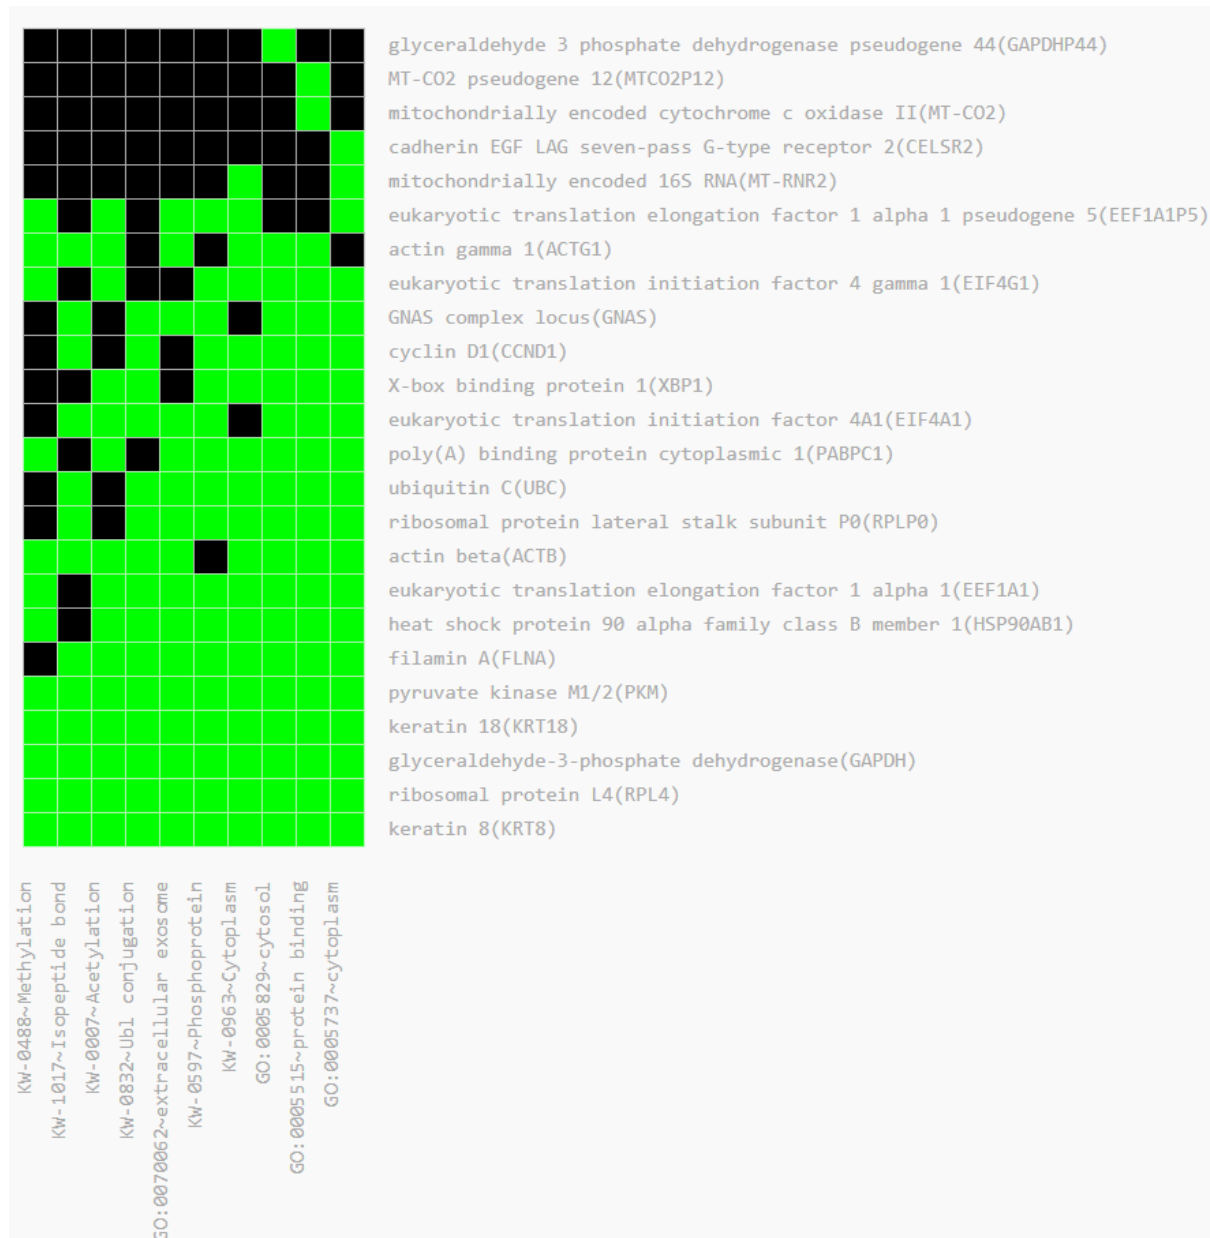 glyceraldehyde 3 phosphate dehydrogenase pseudogene 44(GAPDHP44)
MT-CO2 pseudogene 12(MTCO2P12)
mitochondrially encoded cytochrome c oxidase II(MT-CO2)
cadherin EGF LAG seven-pass G-type receptor 2(CELSR2)
mitochondrially encoded 16S RNA(MT-RNR2)
eukaryotic translation elongation factor 1 alpha 1 pseudogene 5(EEF1A1P5)
actin gamma 1(ACTG1)
eukaryotic translation initiation factor 4 gamma 1(EIF4G1)
GNAS complex locus(GNAS)
cyclin D1(CCND1)
X-box binding protein 1(XBP1)
eukaryotic translation initiation factor 4A1(EIF4A1)
poly(A) binding protein cytoplasmic 1(PABPC1)
ubiquitin C(UBC)
ribosomal protein lateral stalk subunit P0(RPLP0)
actin beta(ACTB)
eukaryotic translation elongation factor 1 alpha 1(EEF1A1)
heat shock protein 90 alpha family class B member 1(HSP90AB1)
filamin A(FLNA)
pyruvate kinase M1/2(PKM)
keratin 18(KRT18)
glyceraldehyde-3-phosphate dehydrogenase(GAPDH)
ribosomal protein L4(RPL4)
keratin 8(KRT8)
KW-0488~Methylation
KW-1017~Isopeptide bond
KW-0007~Acetylation
KW-0832~Ubl conjugation
GO:0070062~extracellular exosome
KW-0597~Phosphoprotein
KW-0963~Cytoplasm
GO:0005829~cytosol
GO:0005515~protein binding
GO:0005737~cytoplasm